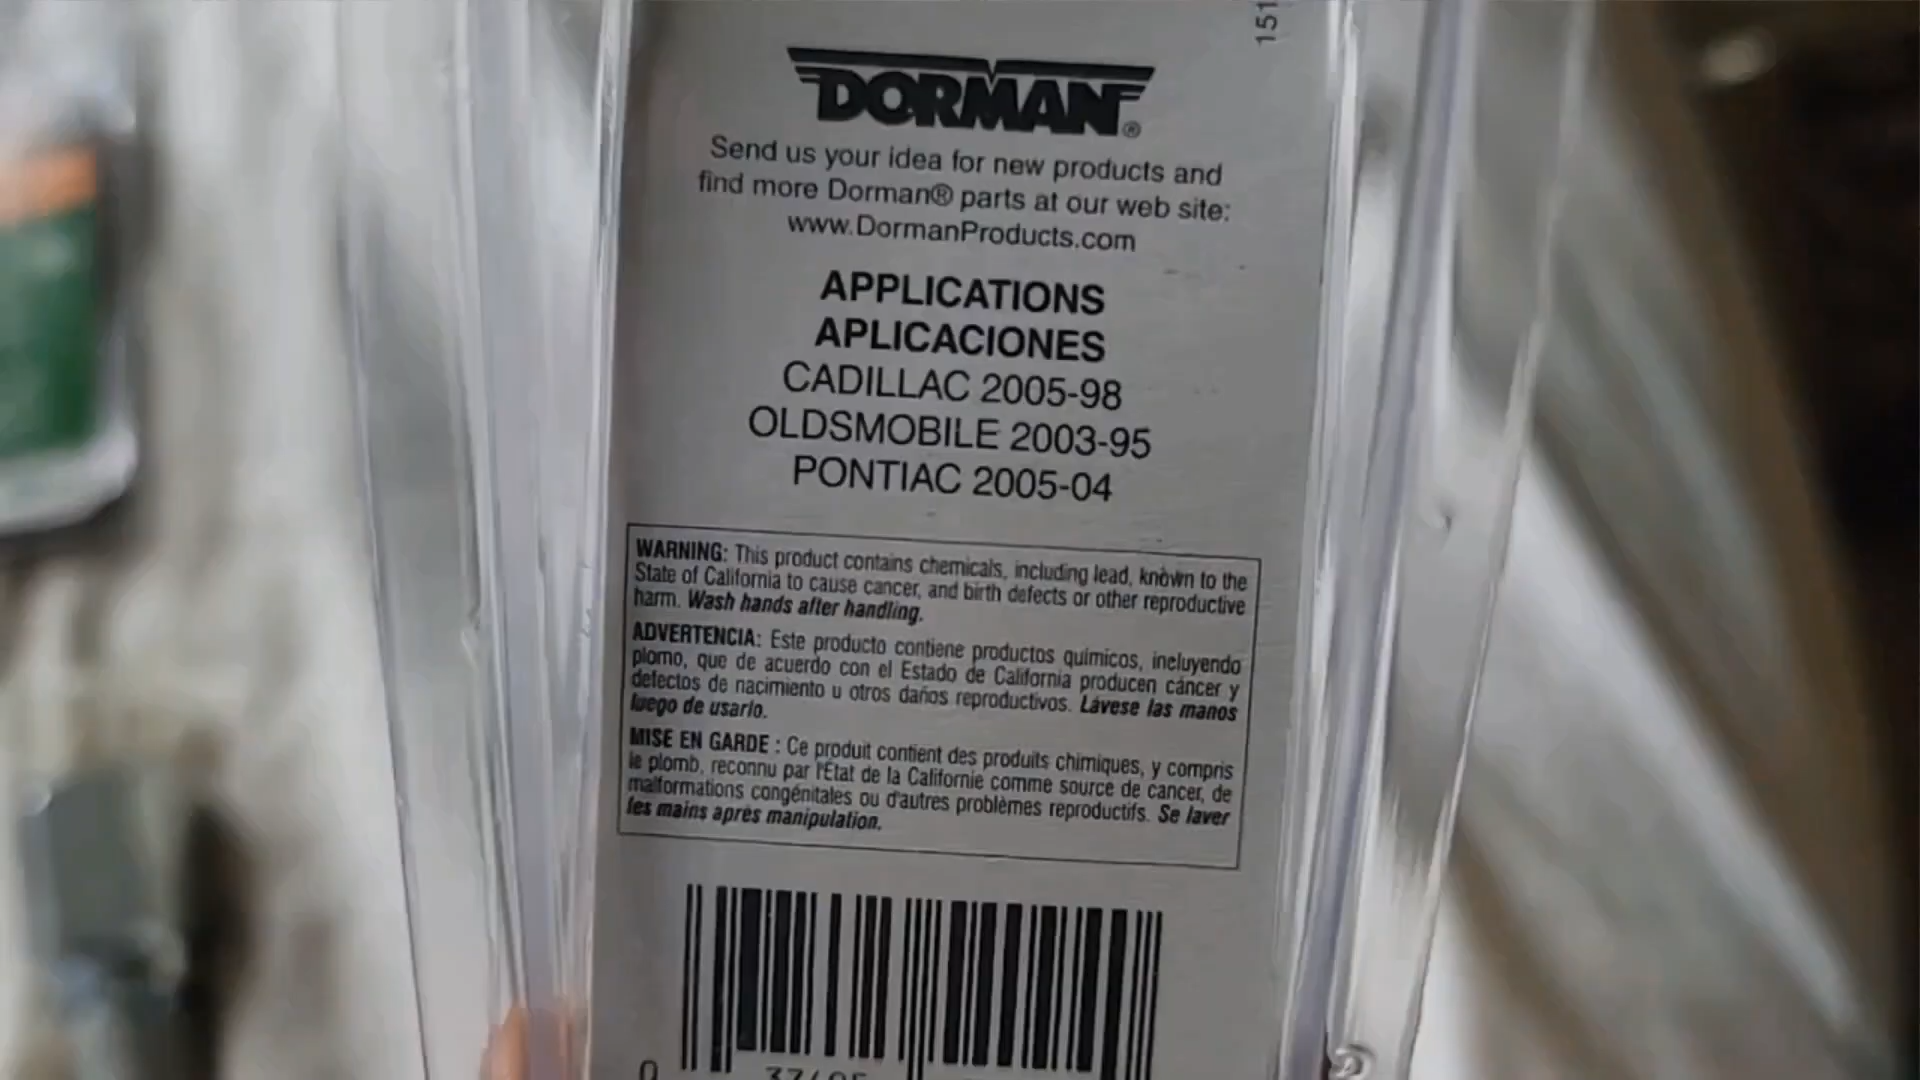 151
DORMAN®
Send us your idea for new products and
find more Dorman® parts at our web site:
www.DormanProducts.com
APPLICATIONS
APLICACIONES
CADILLAC 2005-98
OLDSMOBILE 2003-95
PONTIAC 2005-04
WARNING: This product contains chemicals, including lead, known to the
State of California to cause cancer, and birth defects or other reproductive
harm. Wash hands after handling.
ADVERTENCIA: Este producto contiene productos químicos, incluyendo
plomo, que de acuerdo con el Estado de California producen cáncer y
defectos de nacimiento u otros daños reproductivos. Lávese las manos
luego de usarlo.
MISE EN GARDE : Ce produit contient des produits chimiques, y compris
le plomb, reconnu par l'État de la Californie comme source de cancer, de
malformations congénitales ou d'autres problèmes reproductifs. Se laver
les mains après manipulation.
0 37495